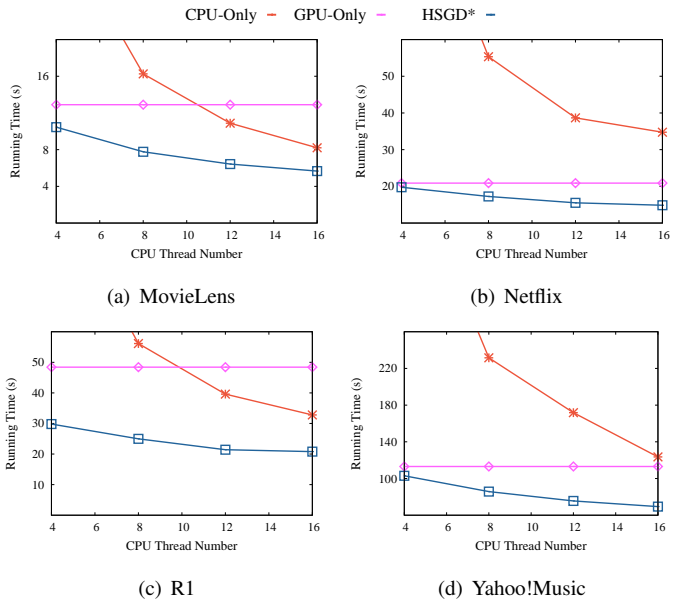 CPU-Only GPU-Only HSGD*
Running Time (s)
16
8
4
4 6 8 10 12 14 16
CPU Thread Number
(a) MovieLens
Running Time (s)
50
40
30
20
4 6 8 10 12 14 16
CPU Thread Number
(b) Netflix
Running Time (s)
50
40
30
20
10
4 6 8 10 12 14 16
CPU Thread Number
(c) R1
Running Time (s)
220
180
140
100
4 6 8 10 12 14 16
CPU Thread Number
(d) Yahoo!Music